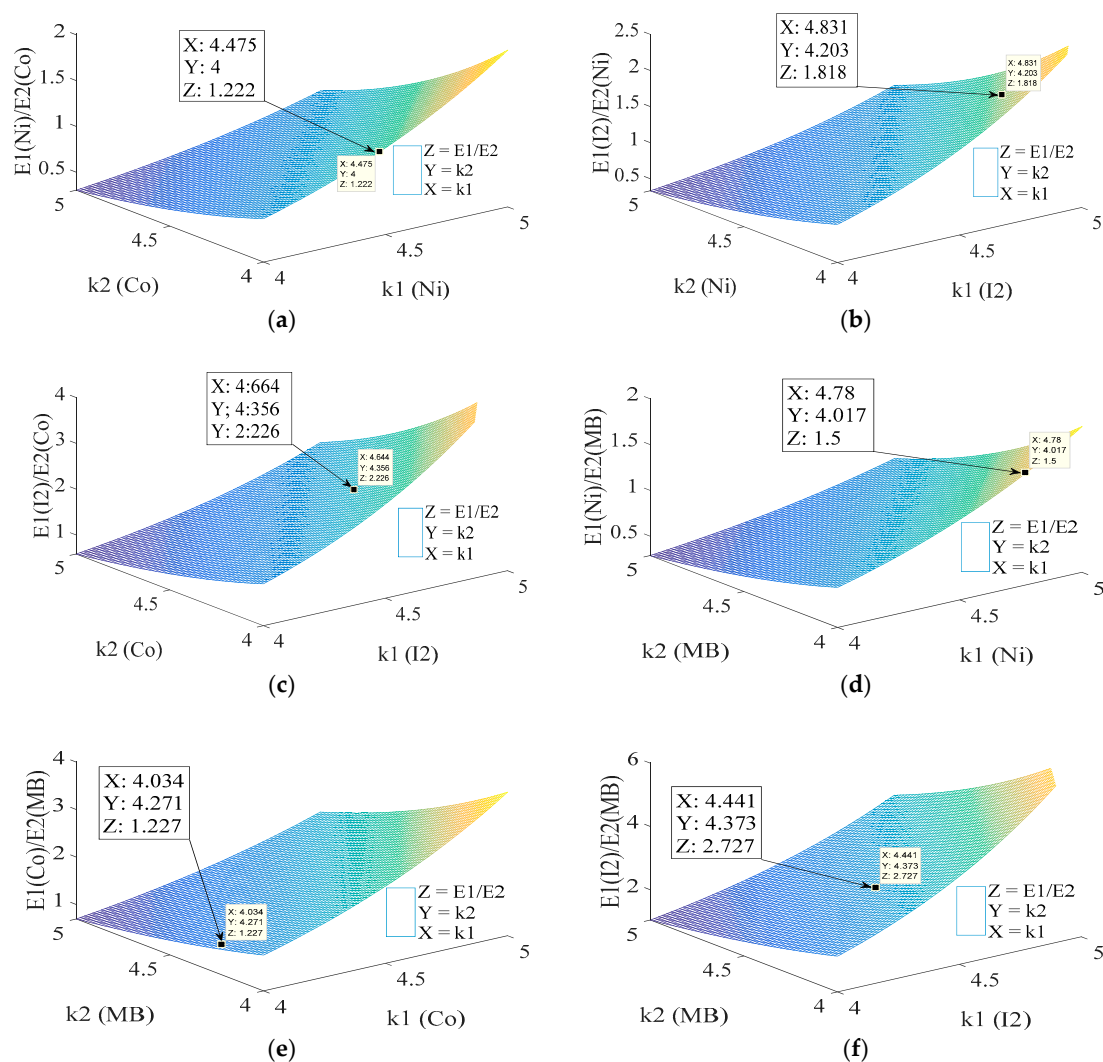 E1(Ni)/E2(Co)
2
1.5
1
0.5
5
4.5
4
k2 (Co)
4
4.5
5
k1 (Ni)
X: 4.475
Y: 4
Z: 1.222
X: 4.475
Y: 4
Z: 1.222
Z = E1/E2
Y = k2
X = k1
(a)
E1(I2)/E2(Ni)
2.5
2
1.5
1
0.5
5
4.5
4
k2 (Ni)
4
4.5
5
k1 (I2)
X: 4.831
Y: 4.203
Z: 1.818
X: 4.831
Y: 4.203
Z: 1.818
Z = E1/E2
Y = k2
X = k1
(b)
E1(I2)/E2(Co)
4
3
2
1
5
4.5
4
k2 (Co)
4
4.5
5
k1 (I2)
X: 4:664
Y; 4:356
Y: 2:226
X: 4.644
Y: 4.356
Z: 2.226
Z = E1/E2
Y = k2
X = k1
(c)
E1(Ni)/E2(MB)
2
1.5
1
0.5
5
4.5
4
k2 (MB)
4
4.5
5
k1 (Ni)
X: 4.78
Y: 4.017
Z: 1.5
X: 4.78
Y: 4.017
Z: 1.5
Z = E1/E2
Y = k2
X = k1
(d)
E1(Co)/E2(MB)
4
3
2
1
5
4.5
4
k2 (MB)
4
4.5
5
k1 (Co)
X: 4.034
Y: 4.271
Z: 1.227
X: 4.034
Y: 4.271
Z: 1.227
Z = E1/E2
Y = k2
X = k1
(e)
E1(I2)/E2(MB)
6
4
2
5
4.5
4
k2 (MB)
4
4.5
5
k1 (I2)
X: 4.441
Y: 4.373
Z: 2.727
X: 4.441
Y: 4.373
Z: 2.727
Z = E1/E2
Y = k2
X = k1
(f)